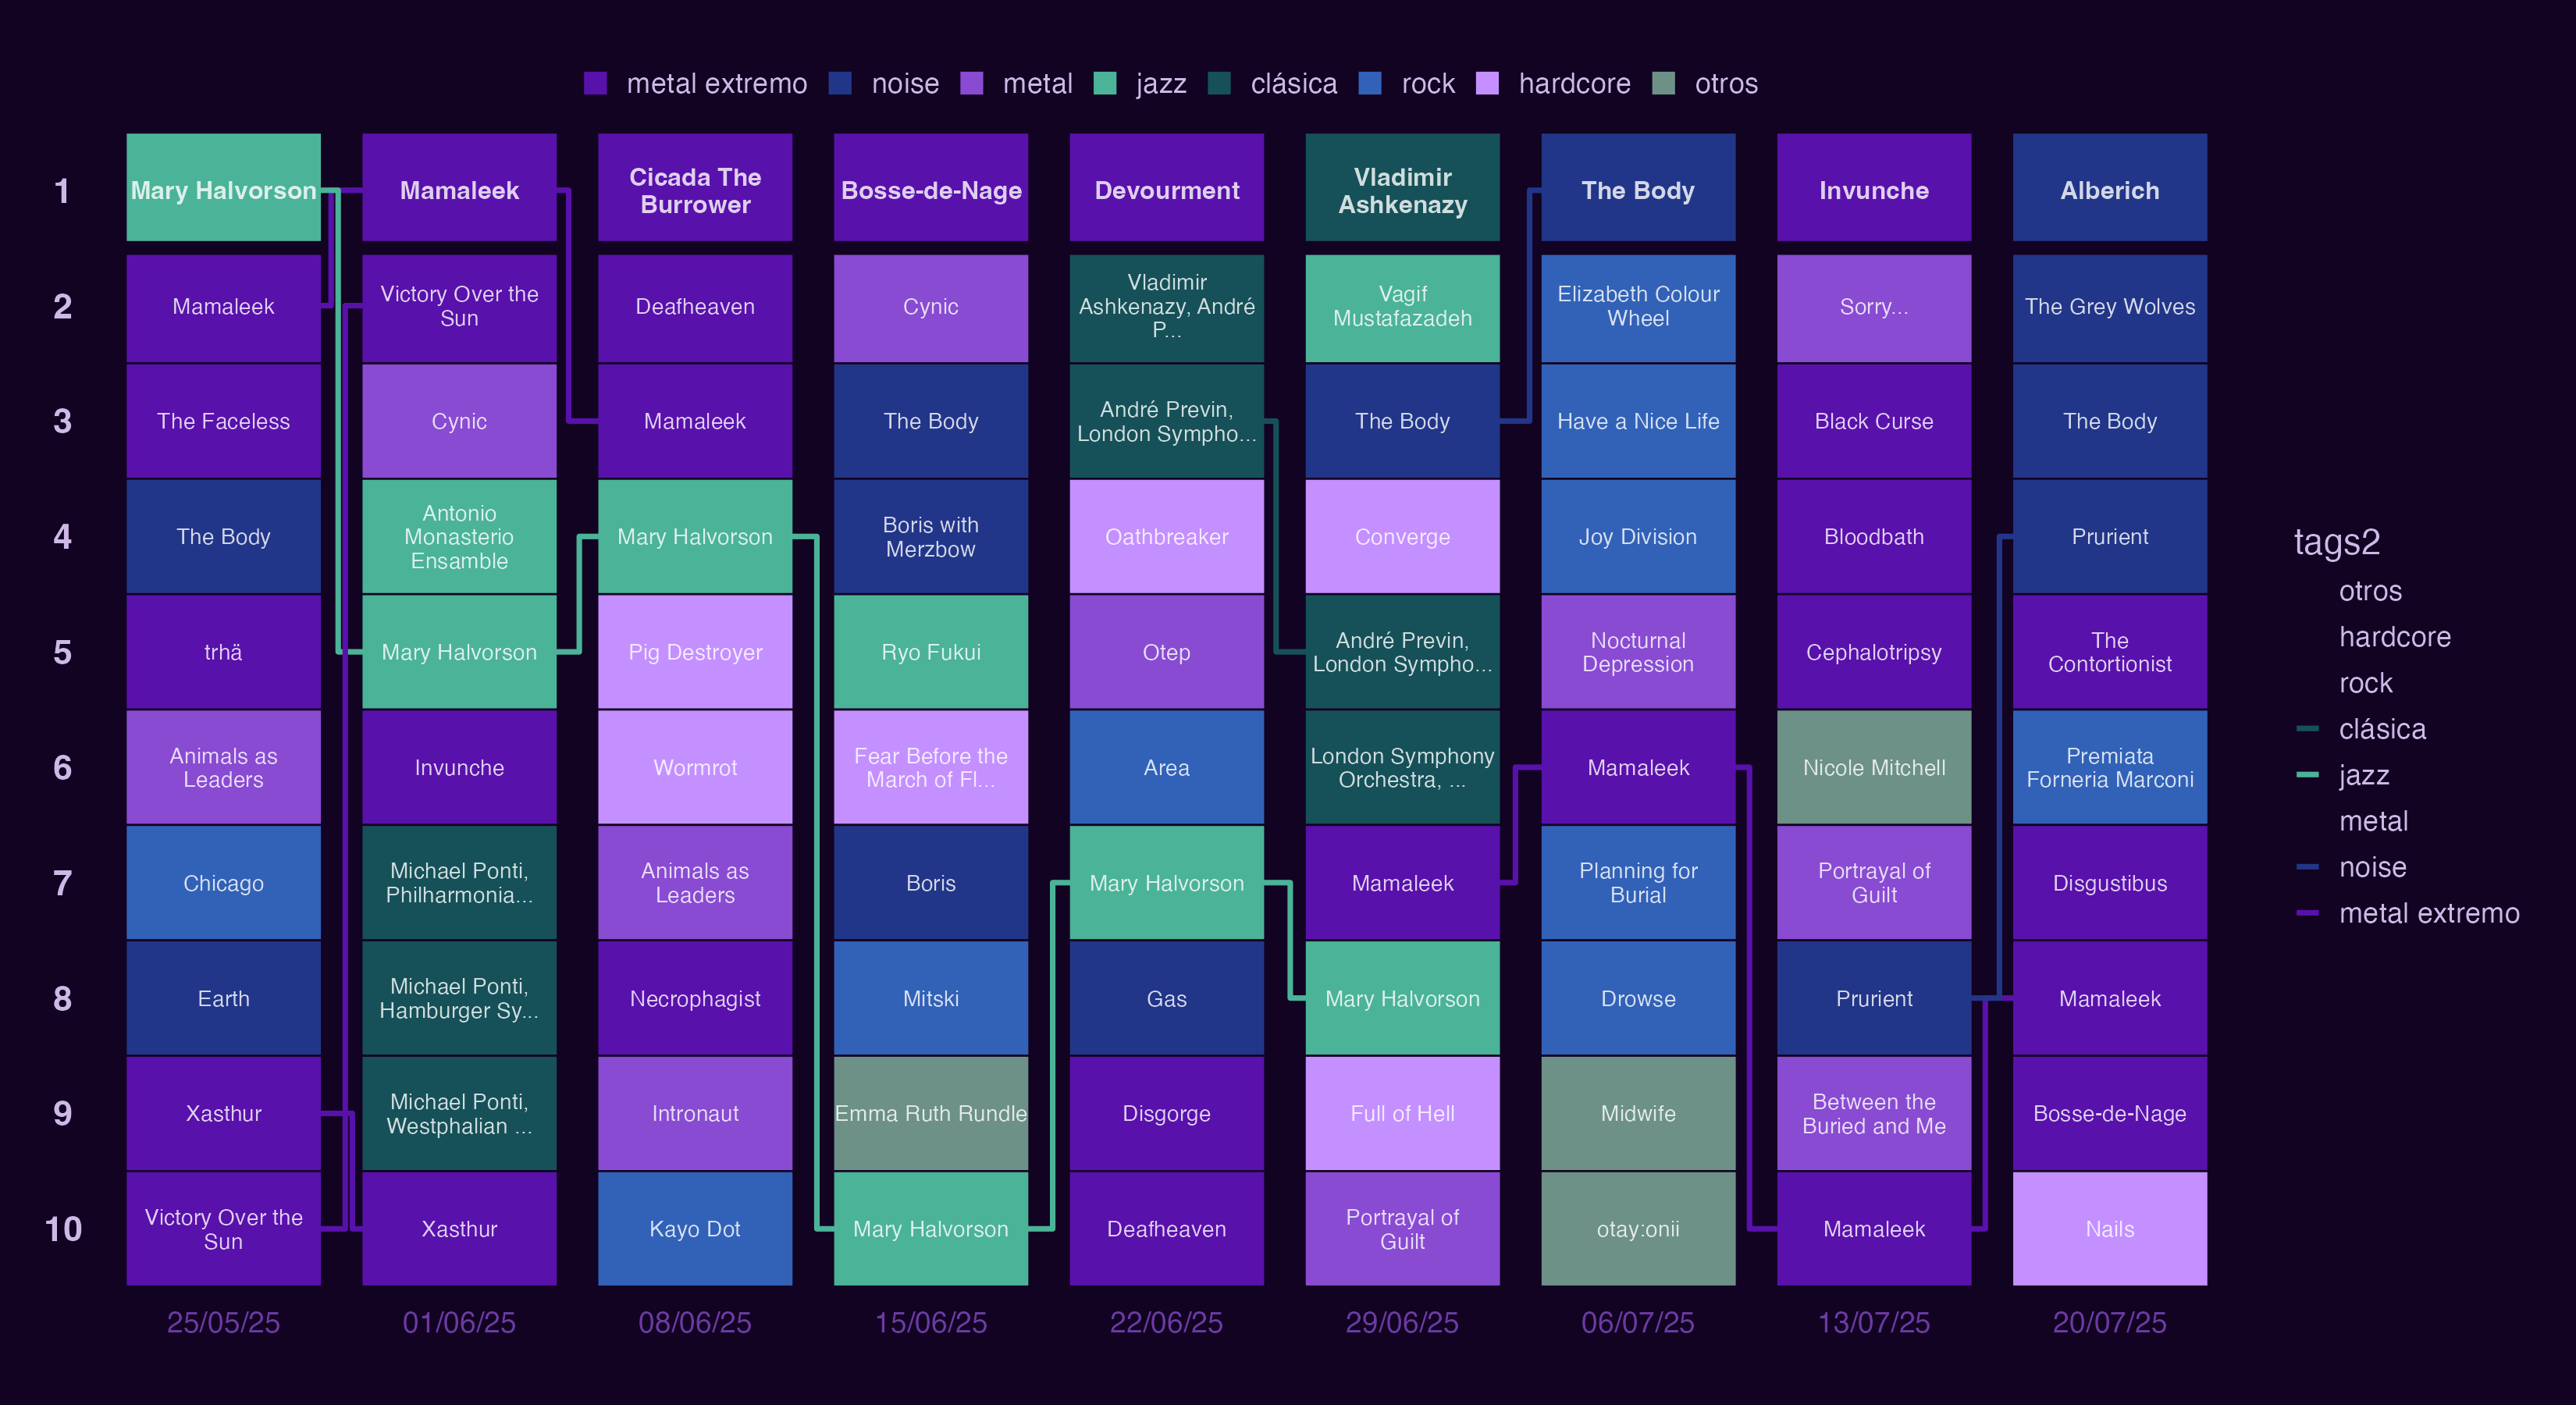 metal extremo noise metal jazz clásica rock hardcore otros
1
Mary Halvorson
Mamaleek
Cicada The
Burrower
Bosse-de-Nage
Devourment
Vladimir
Ashkenazy
The Body
Invunche
Alberich
2
Mamaleek
Victory Over the
Sun
Deafheaven
Cynic
Vladimir
Ashkenazy, André
P...
Vagif
Mustafazadeh
Elizabeth Colour
Wheel
Sorry...
The Grey Wolves
3
The Faceless
Cynic
Mamaleek
The Body
André Previn,
London Sympho...
The Body
Have a Nice Life
Black Curse
The Body
4
The Body
Antonio
Monasterio
Ensamble
Mary Halvorson
Boris with
Merzbow
Oathbreaker
Converge
Joy Division
Bloodbath
Prurient
5
trhä
Mary Halvorson
Pig Destroyer
Ryo Fukui
Otep
André Previn,
London Sympho...
Nocturnal
Depression
Cephalotripsy
The
Contortionist
6
Animals as
Leaders
Invunche
Wormrot
Fear Before the
March of Fl...
Area
London Symphony
Orchestra, ...
Mamaleek
Nicole Mitchell
Premiata
Forneria Marconi
7
Chicago
Michael Ponti,
Philharmonia...
Animals as
Leaders
Boris
Mary Halvorson
Mamaleek
Planning for
Burial
Portrayal of
Guilt
Disgustibus
8
Earth
Michael Ponti,
Hamburger Sy...
Necrophagist
Mitski
Gas
Mary Halvorson
Drowse
Prurient
Mamaleek
9
Xasthur
Michael Ponti,
Westphalian ...
Intronaut
Emma Ruth Rundle
Disgorge
Full of Hell
Midwife
Between the
Buried and Me
Bosse-de-Nage
10
Victory Over the
Sun
Xasthur
Kayo Dot
Mary Halvorson
Deafheaven
Portrayal of
Guilt
otay:onii
Mamaleek
Nails
25/05/25 01/06/25 08/06/25 15/06/25 22/06/25 29/06/25 06/07/25 13/07/25 20/07/25
tags2
otros
hardcore
rock
clásica
jazz
metal
noise
metal extremo